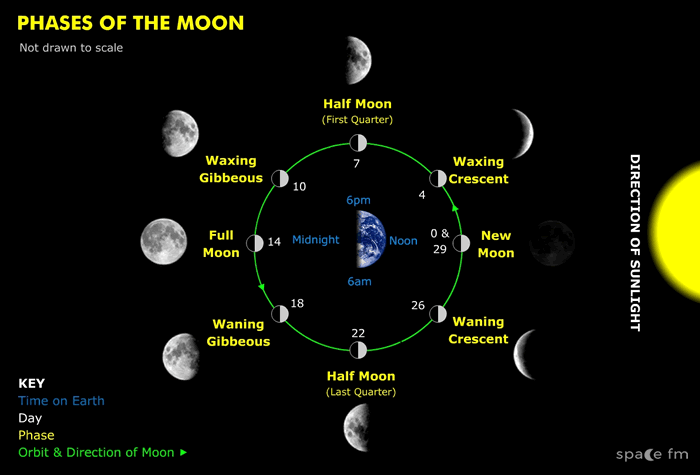 PHASES OF THE MOON
Not drawn to scale
Half Moon
(First Quarter)
7
Waxing
Gibbeous
10
Waxing
Crescent
4
6pm
Full
Moon
14
Midnight
Noon
0 &
29
New
Moon
6am
18
Waning
Gibbeous
22
Half Moon
(Last Quarter)
26
Waning
Crescent
DIRECTION OF SUNLIGHT
KEY
Time on Earth
Day
Phase
Orbit & Direction of Moon ►
space fm